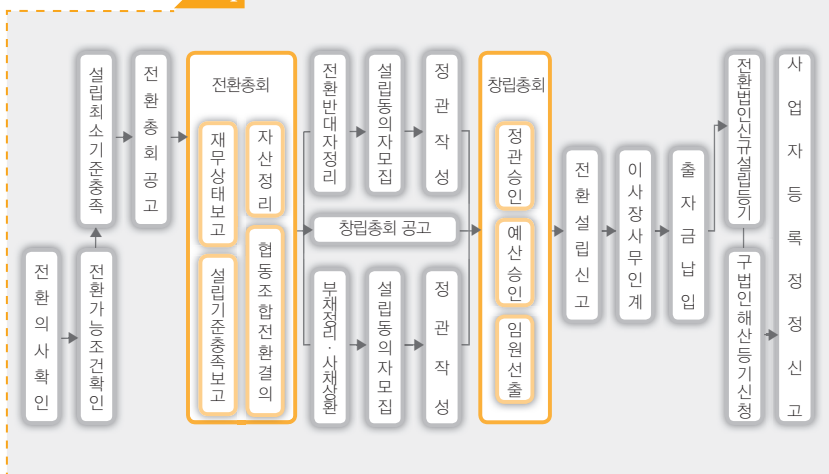 전환의사확인
전환가능조건확인
설립최소기준충족
전환총회공고
전환총회
재무상태보고
자산정리
설립기준충족보고
협동조합전환결의
전환반대자정리
설립동의자모집
정관작성
창립총회 공고
부채정리·사채상환
설립동의자모집
정관작성
창립총회
정관승인
예산승인
임원선출
전환설립신고
이사장사무인계
출자금납입
전환법인신규설립등기
구법인해산등기신청
사업자등록정정신고